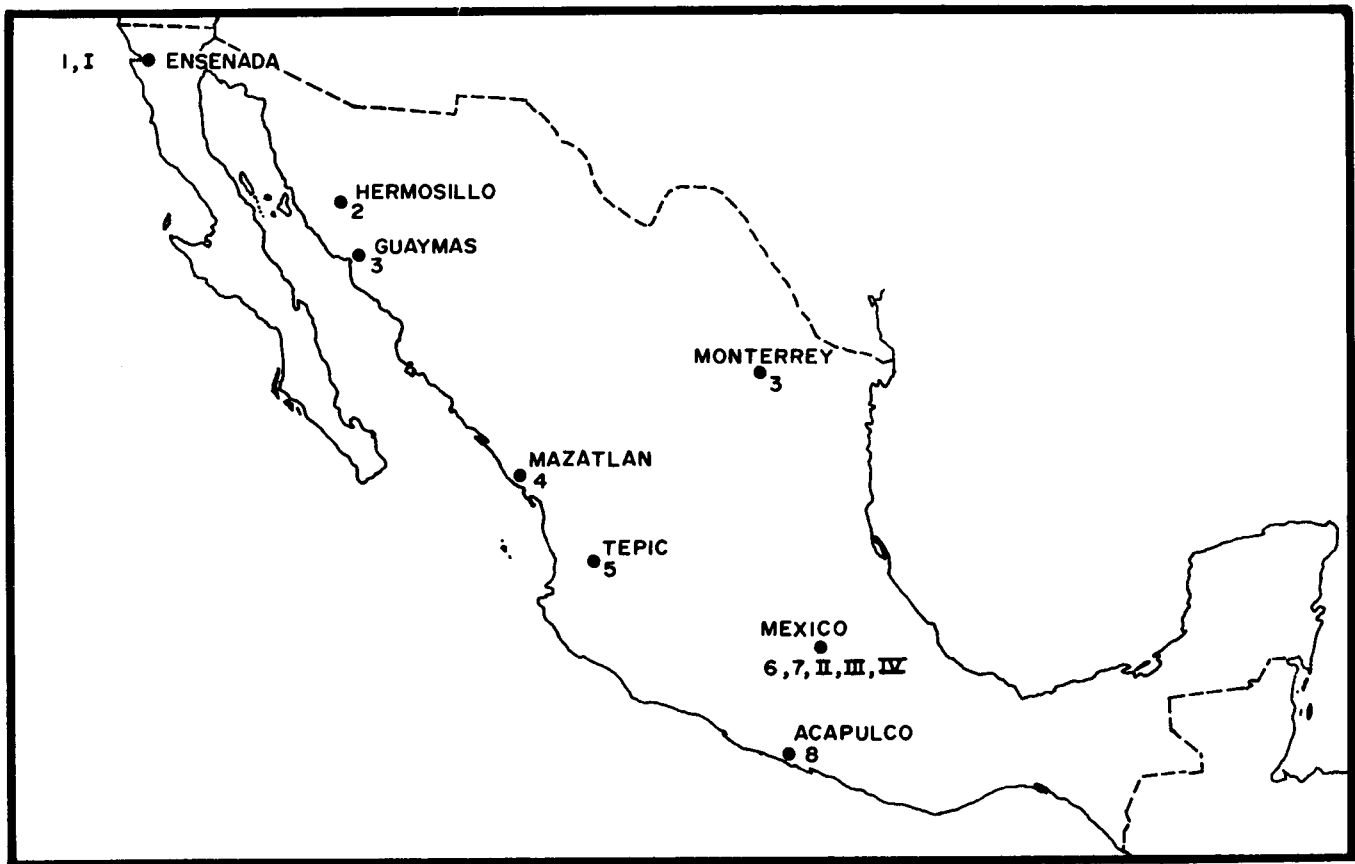 1, I ENSENADA
HERMOSILLO
2
GUAYMAS
3
MONTERREY
3
MAZATLAN
4
TEPIC
5
MEXICO
6, 7, II, III, IV
ACAPULCO
8